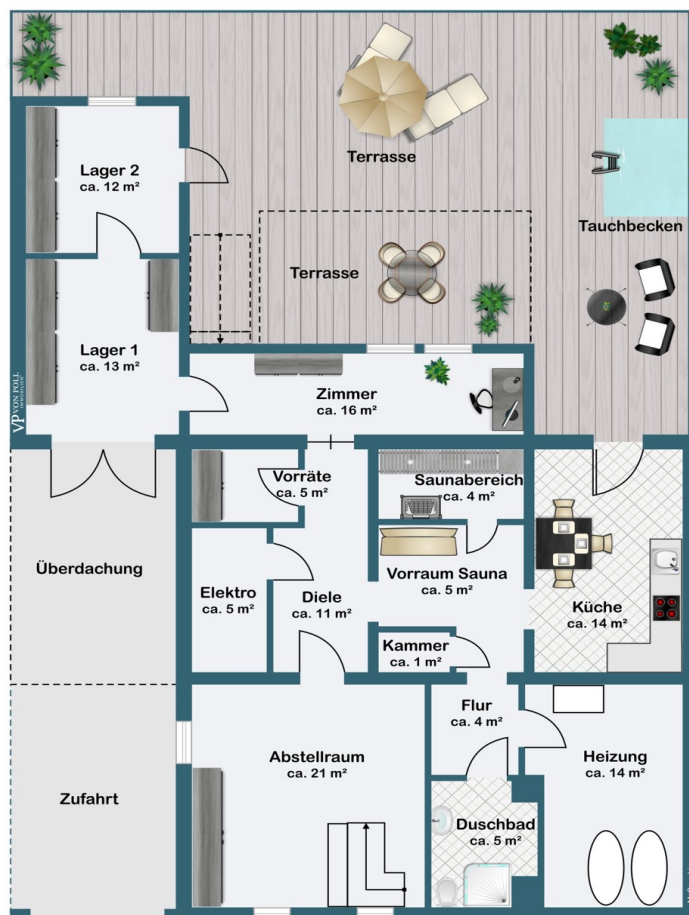 Terrasse
Lager 2
ca. 12 m²
Tauchbecken
Terrasse
Lager 1
ca. 13 m²
VP VON POLL
IMMOBILIEN
Zimmer
ca. 16 m²
Vorräte
ca. 5 m²
Saunabereich
ca. 4 m²
Überdachung
Elektro
ca. 5 m²
Diele
ca. 11 m²
Vorraum Sauna
ca. 5 m²
Küche
ca. 14 m²
Kammer
ca. 1 m²
Flur
ca. 4 m²
Abstellraum
ca. 21 m²
Heizung
ca. 14 m²
Zufahrt
Duschbad
ca. 5 m²